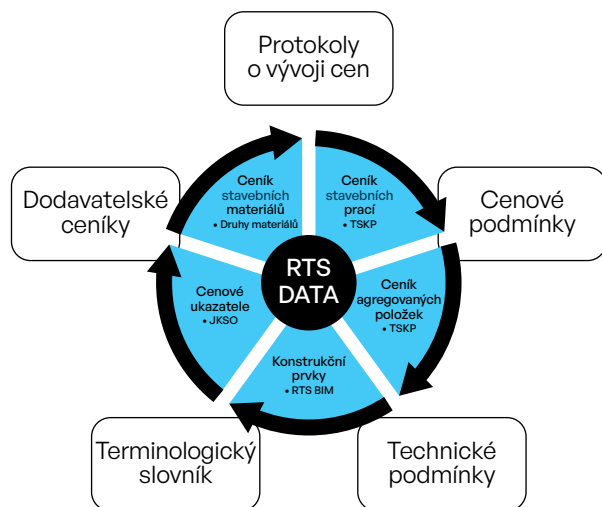 Protokoly
o vývoji cen
Dodavatelské
ceníky
Cenové
podmínky
Ceník
stavebních
materiálů
• Druhy materiálů
Ceník
stavebních
prací
• TSKP
RTS
DATA
Cenové
ukazatele
• JKSO
Ceník
agregovaných
položek
• TSKP
Konstrukční
prvky
• RTS BIM
Terminologický
slovník
Technické
podmínky